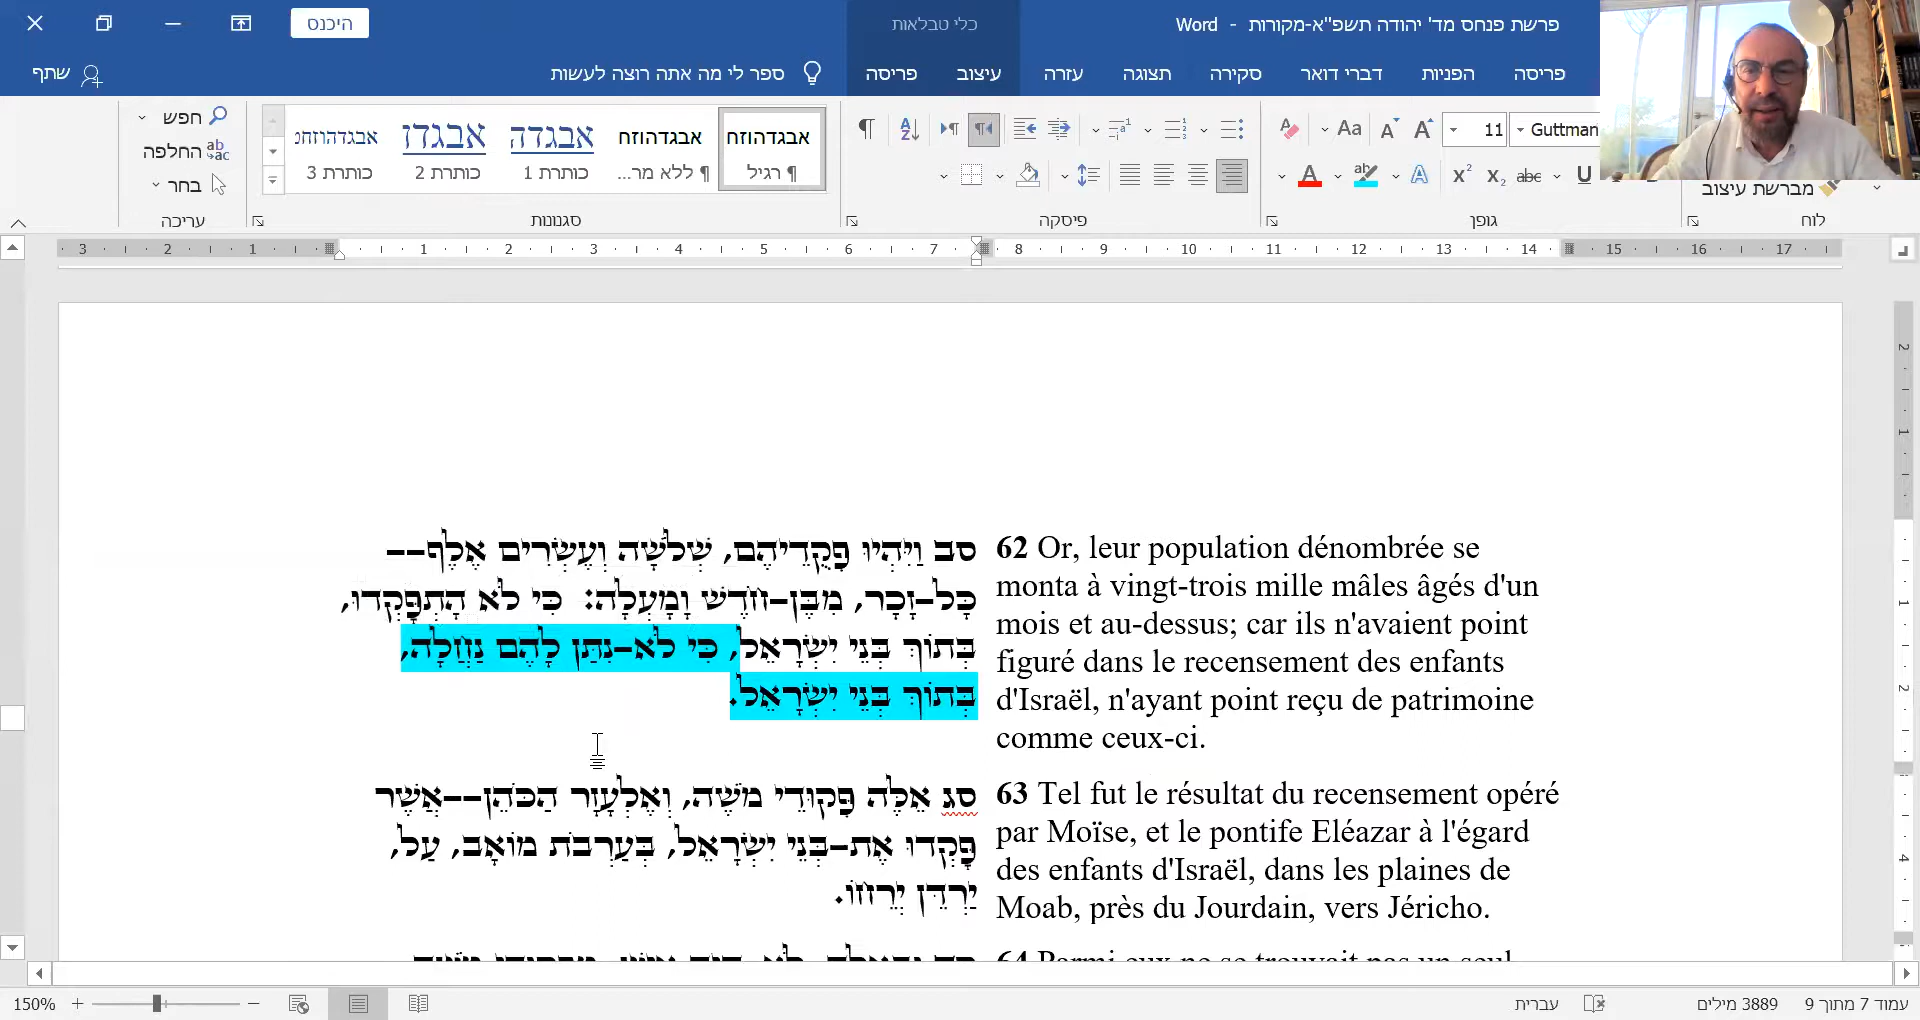 היכנס
כלי טבלאות
פרשת פנחס מד' יהודה תשפ"א-מקורות - Word
פריסה
הפניות
דברי דואר
סקירה
תצוגה
עזרה
עיצוב
פריסה
ספר לי מה אתה רוצה לעשות
שתף
Guttman
11
Aa
אבגדהוזח
¶ רגיל
אבגדהוזח
¶ ללא מר...
אבגדה
כותרת 1
אבגדו
כותרת 2
אבגדהוזחט
כותרת 3
חפש
החלפה
בחר
מברשת עיצוב
לוח
גופן
פיסקה
סגנונות
עריכה
3 2 1 1 2 3 4 5 6 7 8 9 10 11 12 13 14 15 16 17
סב וַיִּהְיוּ פְקֻדֵיהֶם, שְׁלֹשָׁה וְעֶשְׂרִים אֶלֶף--
כָּל-זָכָר, מִבֶּן-חֹדֶשׁ וָמָעְלָה: כִּי לֹא הָתְפָּקְדוּ,
בְּתוֹךְ בְּנֵי יִשְׂרָאֵל, כִּי לֹא-נִתַּן לָהֶם נַחֲלָה,
בְּתוֹךְ בְּנֵי יִשְׂרָאֵל.
62 Or, leur population dénombrée se
monta à vingt-trois mille mâles âgés d'un
mois et au-dessus; car ils n'avaient point
figuré dans le recensement des enfants
d'Israël, n'ayant point reçu de patrimoine
comme ceux-ci.
סג אֵלֶּה פְּקוּדֵי מֹשֶׁה, וְאֶלְעָזָר הַכֹּהֵן--אֲשֶׁר
פָּקְדוּ אֶת-בְּנֵי יִשְׂרָאֵל, בְּעַרְבֹת מוֹאָב, עַל,
יַרְדֵּן יְרֵחוֹ.
63 Tel fut le résultat du recensement opéré
par Moïse, et le pontife Eléazar à l'égard
des enfants d'Israël, dans les plaines de
Moab, près du Jourdain, vers Jéricho.
64 Parmi eux ne se trouvait pas un seul
עמוד 7 מתוך 9
3889 מילים
עברית
150%